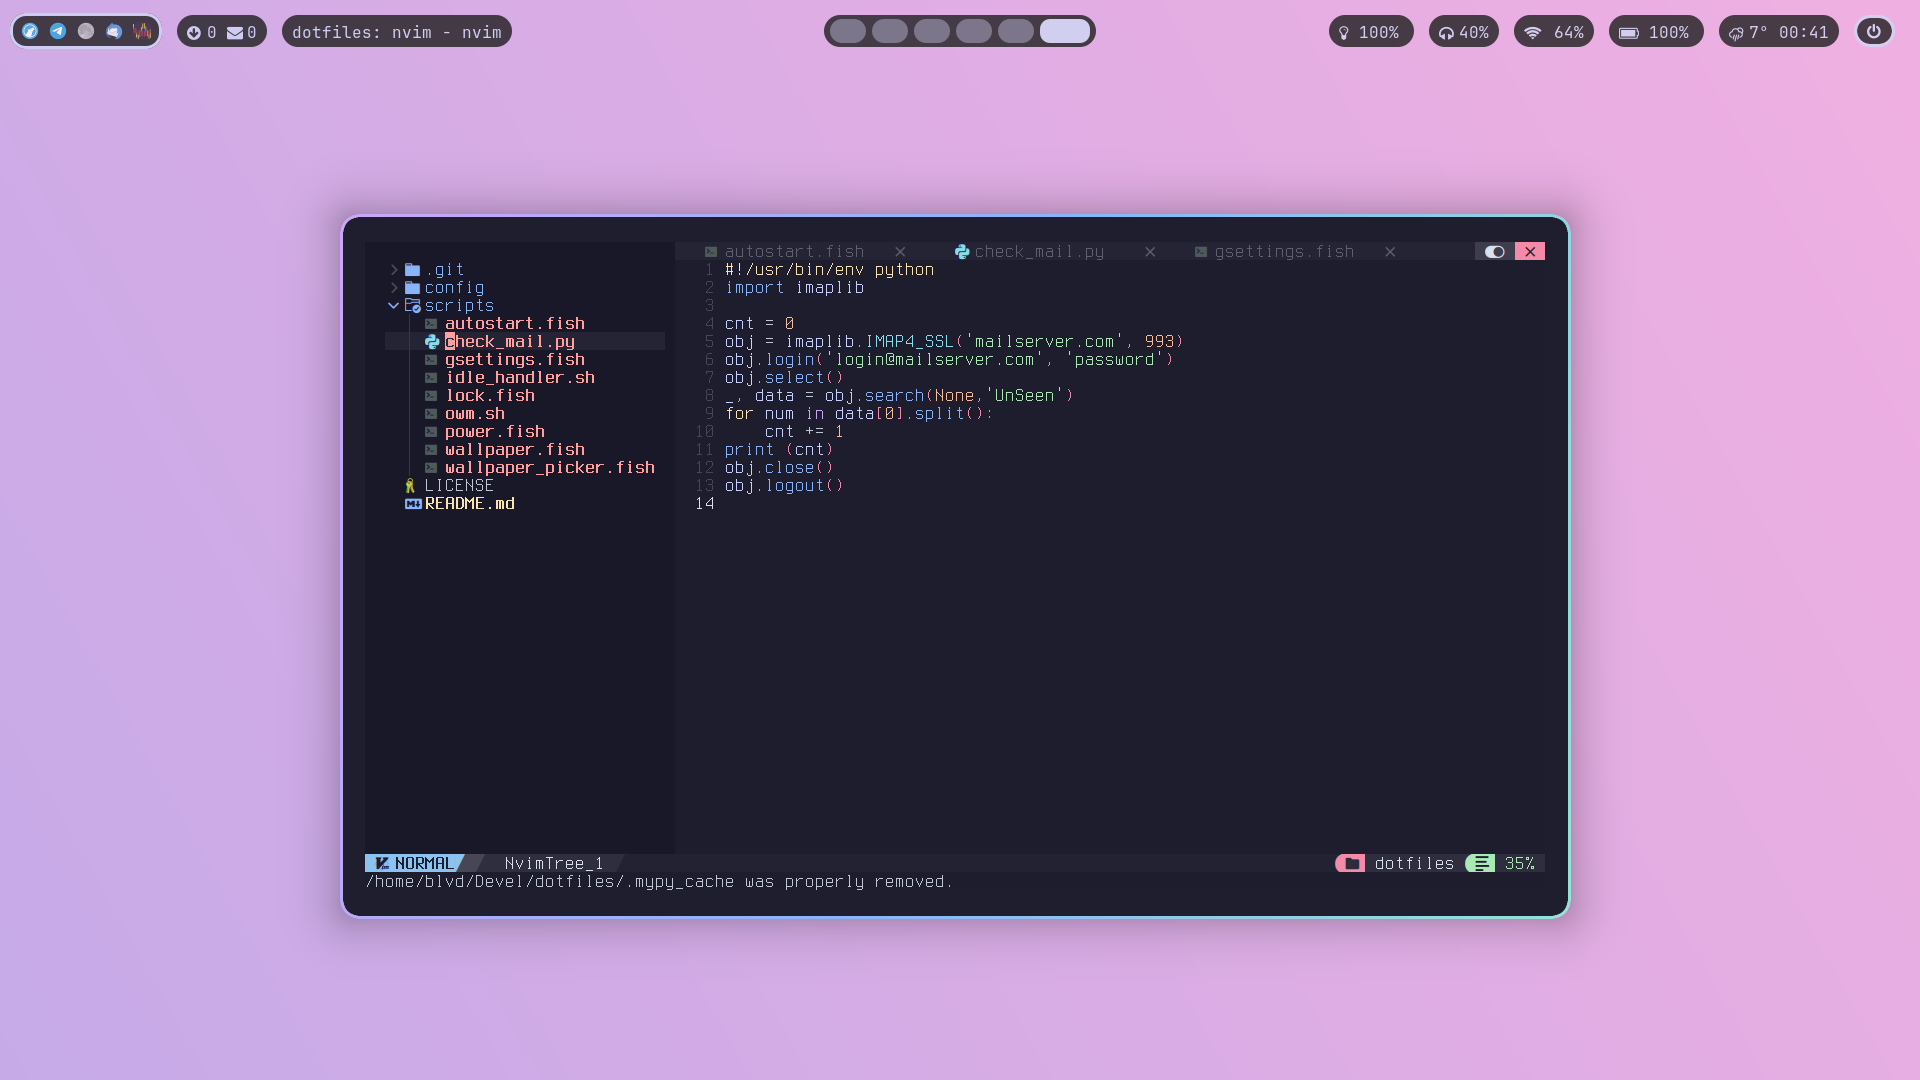 0 0
dotfiles: nvim - nvim
100%
40%
64%
100%
7° 00:41
.git
config
scripts
autostart.fish
check_mail.py
gsettings.fish
idle_handler.sh
lock.fish
owm.sh
power.fish
wallpaper.fish
wallpaper_picker.fish
LICENSE
README.md
autostart.fish
check_mail.py
gsettings.fish
1 #!/usr/bin/env python
2 import imaplib
3
4 cnt = 0
5 obj = imaplib.IMAP4_SSL('mailserver.com', 993)
6 obj.login('login@mailserver.com', 'password')
7 obj.select()
8 _, data = obj.search(None,'UnSeen')
9 for num in data[0].split():
10     cnt += 1
11 print (cnt)
12 obj.close()
13 obj.logout()
14
NORMAL NvimTree_1 dotfiles 35%
/home/blvd/Devel/dotfiles/.mypy_cache was properly removed.